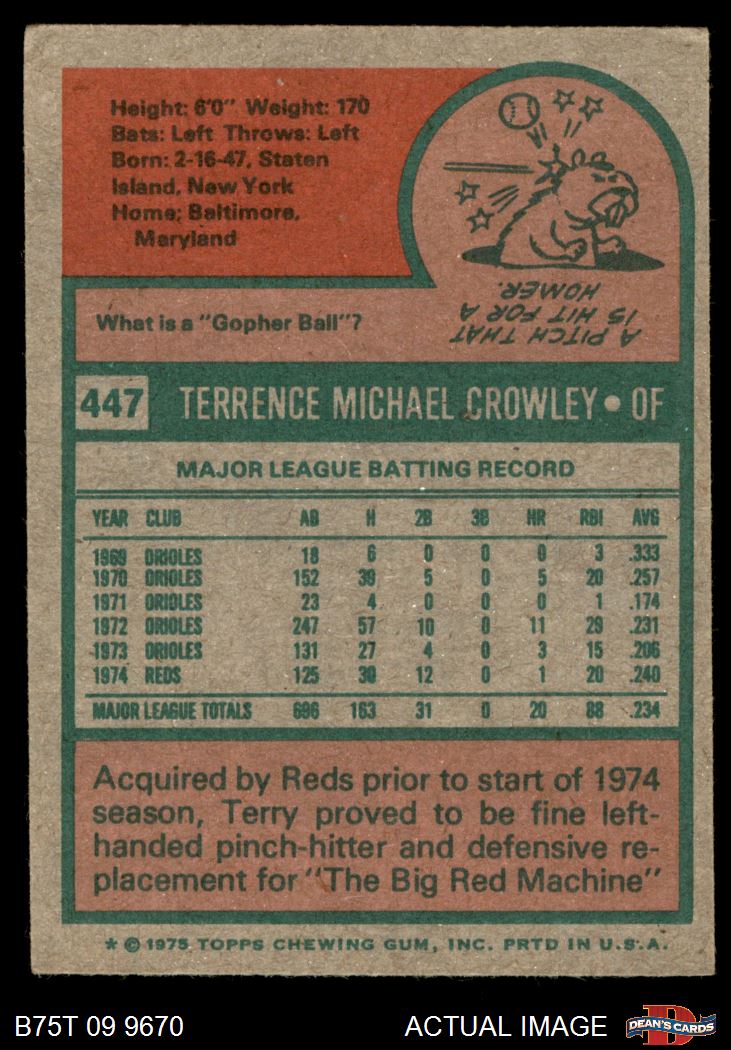 Height: 6'0" Weight: 170
Bats: Left Throws: Left
Born: 2-16-47, Staten
Island, New York
Home: Baltimore,
Maryland
What is a "Gopher Ball"?
A PITCH THAT
IS HIT FOR A
HOMER.
447 TERRENCE MICHAEL CROWLEY • OF
MAJOR LEAGUE BATTING RECORD
YEAR CLUB AB H 2B 3B HR RBI AVG
1969 ORIOLES 18 6 0 0 0 3 .333
1970 ORIOLES 152 39 5 0 5 20 .257
1971 ORIOLES 23 4 0 0 0 1 .174
1972 ORIOLES 247 57 10 0 11 29 .231
1973 ORIOLES 131 27 4 0 3 15 .206
1974 REDS 125 30 12 0 1 20 .240
MAJOR LEAGUE TOTALS 696 163 31 0 20 88 .234
Acquired by Reds prior to start of 1974
season, Terry proved to be fine left-
handed pinch-hitter and defensive re-
placement for "The Big Red Machine"
* © 1975 TOPPS CHEWING GUM, INC. PRTD IN U.S.A.
B75T 09 9670 ACTUAL IMAGE D DEAN'S CARDS